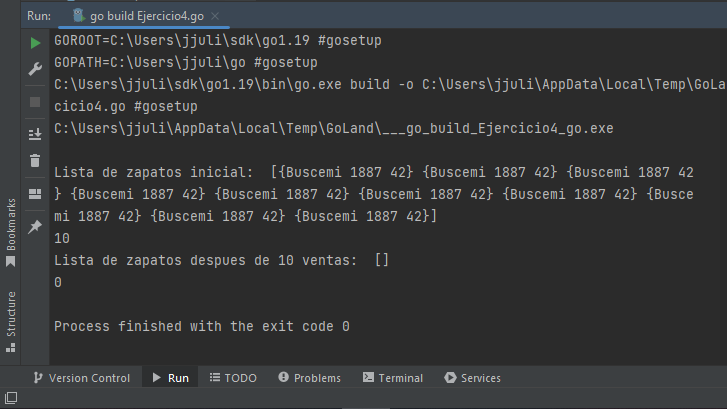 Run: go build Ejercicio4.go ×
GOROOT=C:\Users\jjuli\sdk\go1.19 #gosetup
GOPATH=C:\Users\jjuli\go #gosetup
C:\Users\jjuli\sdk\go1.19\bin\go.exe build -o C:\Users\jjuli\AppData\Local\Temp\GoLa
cicio4.go #gosetup
C:\Users\jjuli\AppData\Local\Temp\GoLand\___go_build_Ejercicio4_go.exe
Lista de zapatos inicial:  [{Buscemi 1887 42} {Buscemi 1887 42} {Buscemi 1887 42
} {Buscemi 1887 42} {Buscemi 1887 42} {Buscemi 1887 42} {Buscemi 1887 42} {Busce
mi 1887 42} {Buscemi 1887 42} {Buscemi 1887 42}]
10
Lista de zapatos despues de 10 ventas:  []
0
Process finished with the exit code 0
Bookmarks
Structure
Version Control Run TODO Problems Terminal Services